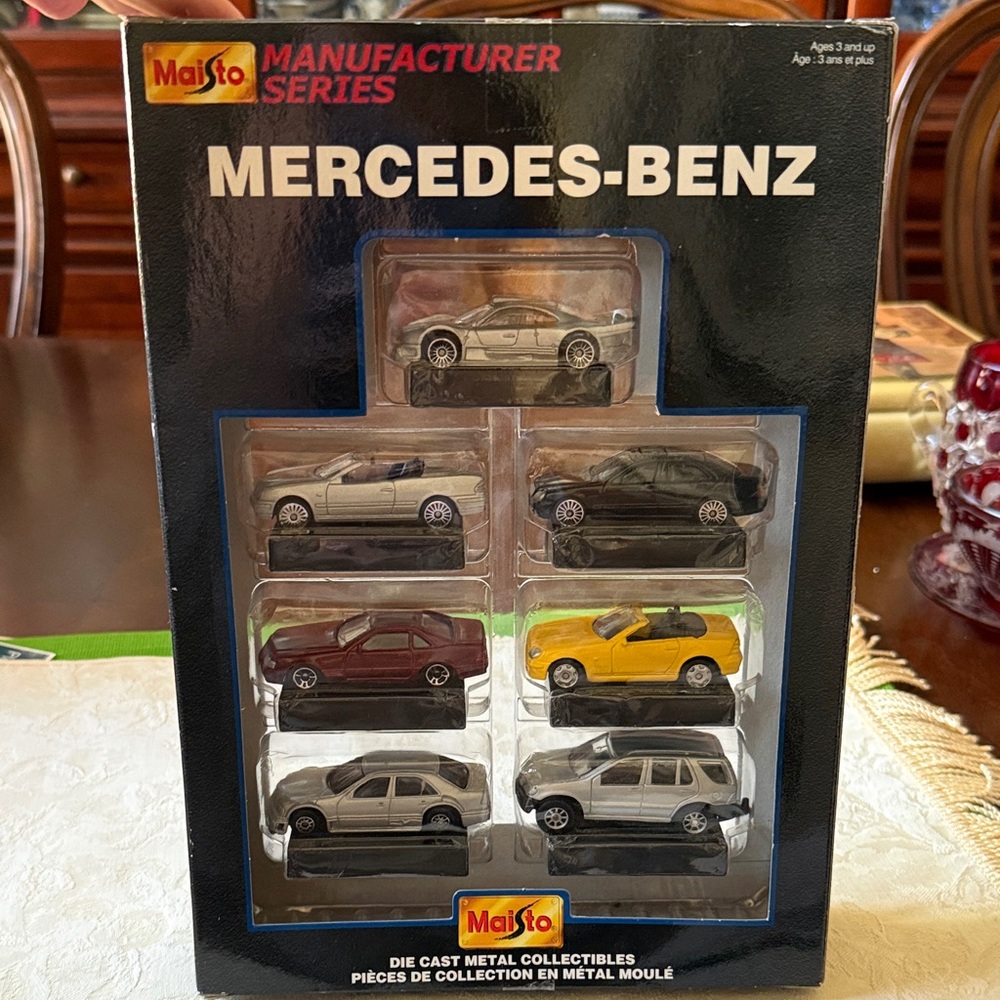 Maisto
MANUFACTURER
SERIES
Ages 3 and up
Âge : 3 ans et plus
MERCEDES-BENZ
Maisto
DIE CAST METAL COLLECTIBLES
PIÈCES DE COLLECTION EN MÉTAL MOULÉ